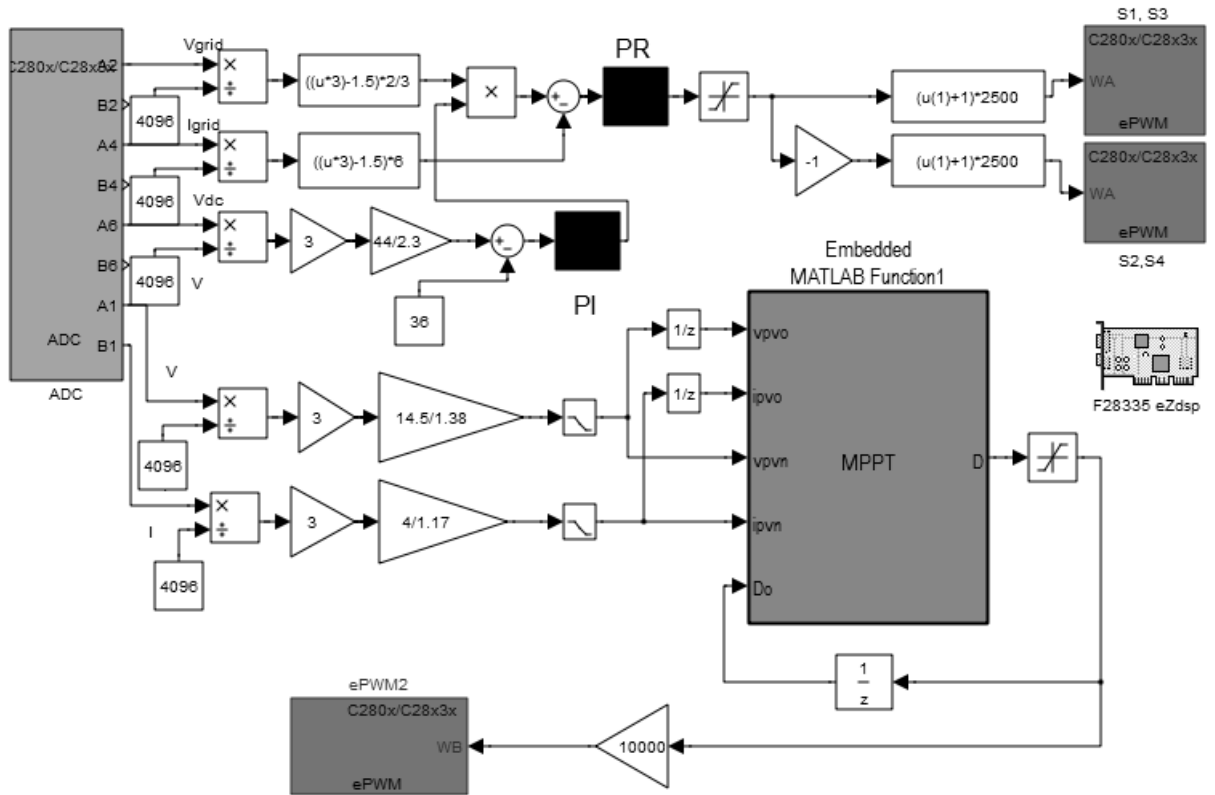 S1, S3
C280x/C28x3x
WA
ePWM
C280x/C28x3x
WA
ePWM
S2,S4
C280x/C28x3x
A2
B2
A4
B4
A6
B6
A1
B1
ADC
ADC
Vgrid
×
÷
4096
((u*3)-1.5)*2/3
×
PR
+
-
(u(1)+1)*2500
-1
(u(1)+1)*2500
Igrid
×
÷
4096
((u*3)-1.5)*6
Vdc
×
÷
4096
3
44/2.3
+
-
36
PI
V
V
×
÷
4096
3
14.5/1.38
I
×
÷
4096
3
4/1.17
1/z
1/z
Embedded
MATLAB Function1
vpvo
ipvo
vpvn
MPPT
D
ipvn
Do
F28335 eZdsp
1
z
10000
ePWM2
C280x/C28x3x
WB
ePWM